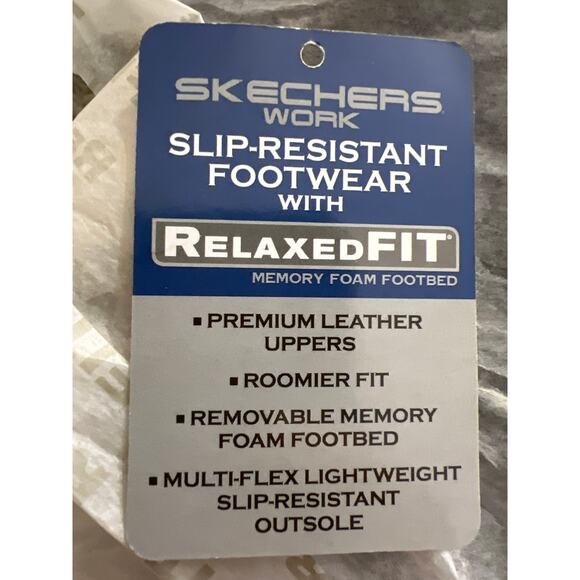 SKECHERS
WORK
SLIP-RESISTANT
FOOTWEAR
WITH
RELAXEDFIT®
MEMORY FOAM FOOTBED
▪ PREMIUM LEATHER
UPPERS
▪ ROOMIER FIT
▪ REMOVABLE MEMORY
FOAM FOOTBED
▪ MULTI-FLEX LIGHTWEIGHT
SLIP-RESISTANT
OUTSOLE